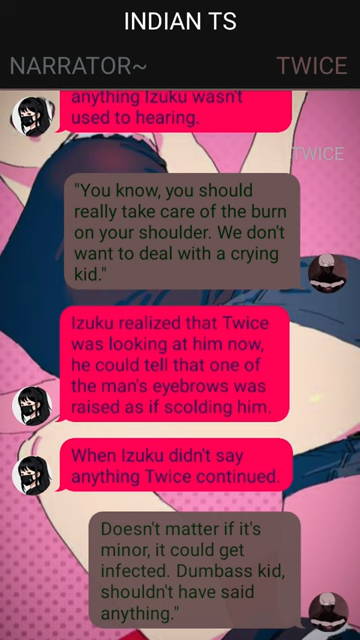 INDIAN TS
NARRATOR~ TWICE
anything Izuku wasn't
used to hearing.
TWICE
"You know, you should
really take care of the burn
on your shoulder. We don't
want to deal with a crying
kid."
Izuku realized that Twice
was looking at him now,
he could tell that one of
the man's eyebrows was
raised as if scolding him.
When Izuku didn't say
anything Twice continued.
Doesn't matter if it's
minor, it could get
infected. Dumbass kid,
shouldn't have said
anything."